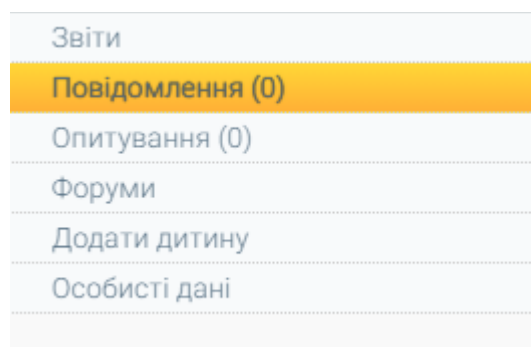 Звіти
Повідомлення (0)
Опитування (0)
Форуми
Додати дитину
Особисті дані